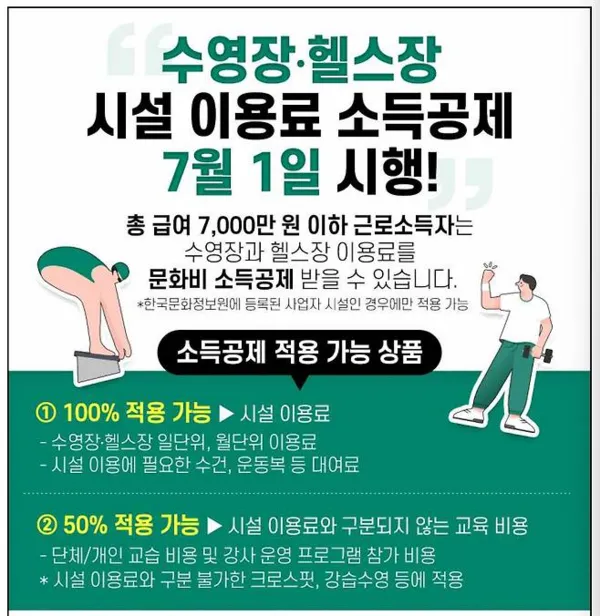 수영장·헬스장
시설 이용료 소득공제
7월 1일 시행!
총 급여 7,000만 원 이하 근로소득자는
수영장과 헬스장 이용료를
문화비 소득공제 받을 수 있습니다.
*한국문화정보원에 등록된 사업자 시설인 경우에만 적용 가능
소득공제 적용 가능 상품
① 100% 적용 가능 ▶ 시설 이용료
- 수영장·헬스장 일단위, 월단위 이용료
- 시설 이용에 필요한 수건, 운동복 등 대여료
② 50% 적용 가능 ▶ 시설 이용료와 구분되지 않는 교육 비용
- 단체/개인 교습 비용 및 강사 운영 프로그램 참가 비용
* 시설 이용료와 구분 불가한 크로스핏, 강습수영 등에 적용